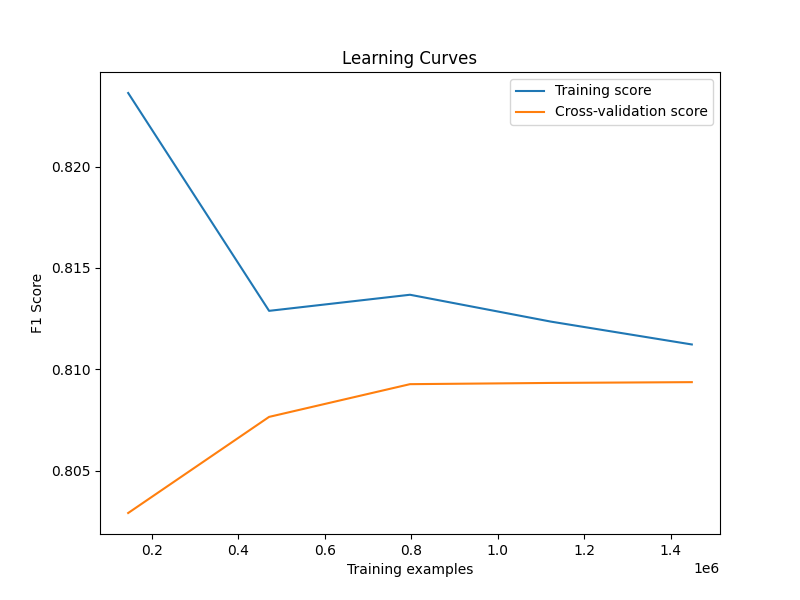 Learning Curves
Training score
Cross-validation score
0.820
0.815
0.810
0.805
F1 Score
0.2 0.4 0.6 0.8 1.0 1.2 1.4
1e6
Training examples